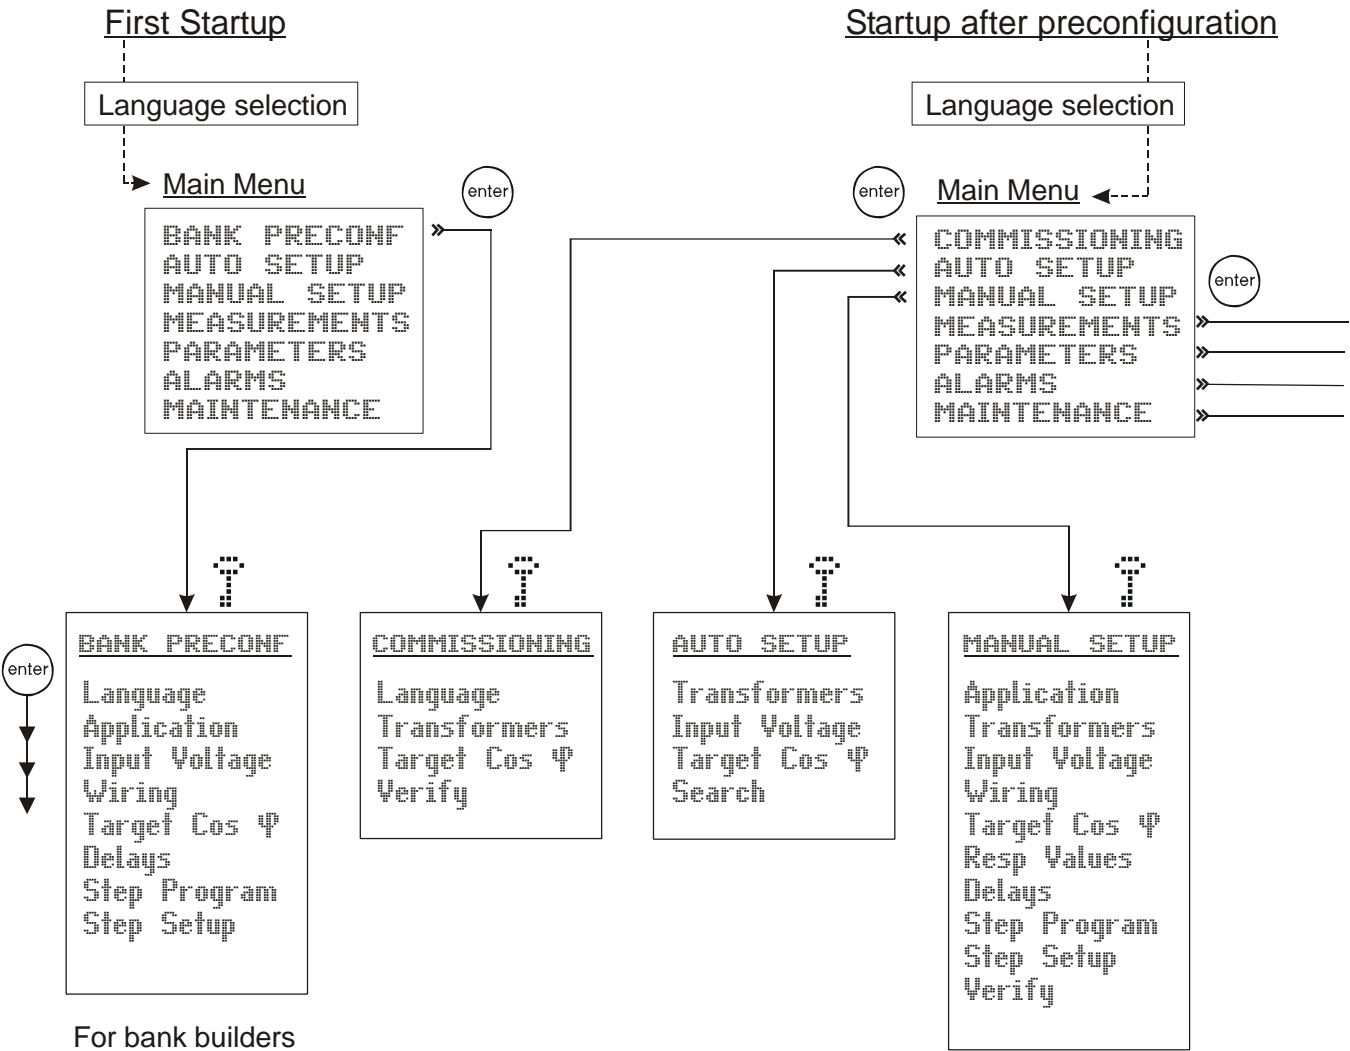 First Startup
Language selection
Main Menu
enter
BANK PRECONF
AUTO SETUP
MANUAL SETUP
MEASUREMENTS
PARAMETERS
ALARMS
MAINTENANCE
Startup after preconfiguration
Language selection
enter
Main Menu
COMMISSIONING
AUTO SETUP
MANUAL SETUP
MEASUREMENTS
PARAMETERS
ALARMS
MAINTENANCE
enter
enter
BANK PRECONF
Language
Application
Input Voltage
Wiring
Target Cos φ
Delays
Step Program
Step Setup
For bank builders
COMMISSIONING
Language
Transformers
Target Cos φ
Verify
AUTO SETUP
Transformers
Input Voltage
Target Cos φ
Search
MANUAL SETUP
Application
Transformers
Input Voltage
Wiring
Target Cos φ
Resp Values
Delays
Step Program
Step Setup
Verify